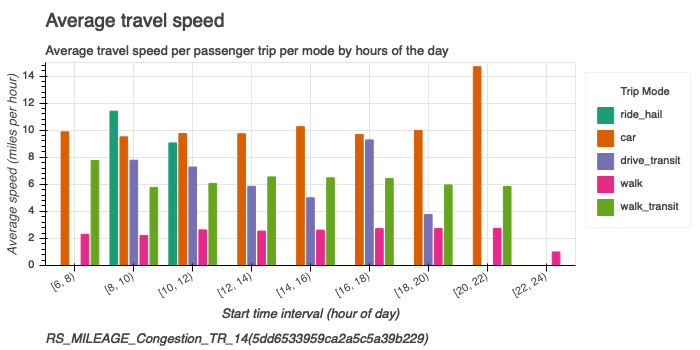 Average travel speed
Average travel speed per passenger trip per mode by hours of the day
Average speed (miles per hour)
14
12
10
8
6
4
2
0
[6, 8)
[8, 10)
[10, 12)
[12, 14)
[14, 16)
[16, 18)
[18, 20)
[20, 22)
[22, 24)
Start time interval (hour of day)
Trip Mode
ride_hail
car
drive_transit
walk
walk_transit
RS_MILEAGE_Congestion_TR_14(5dd6533959ca2a5c5a39b229)